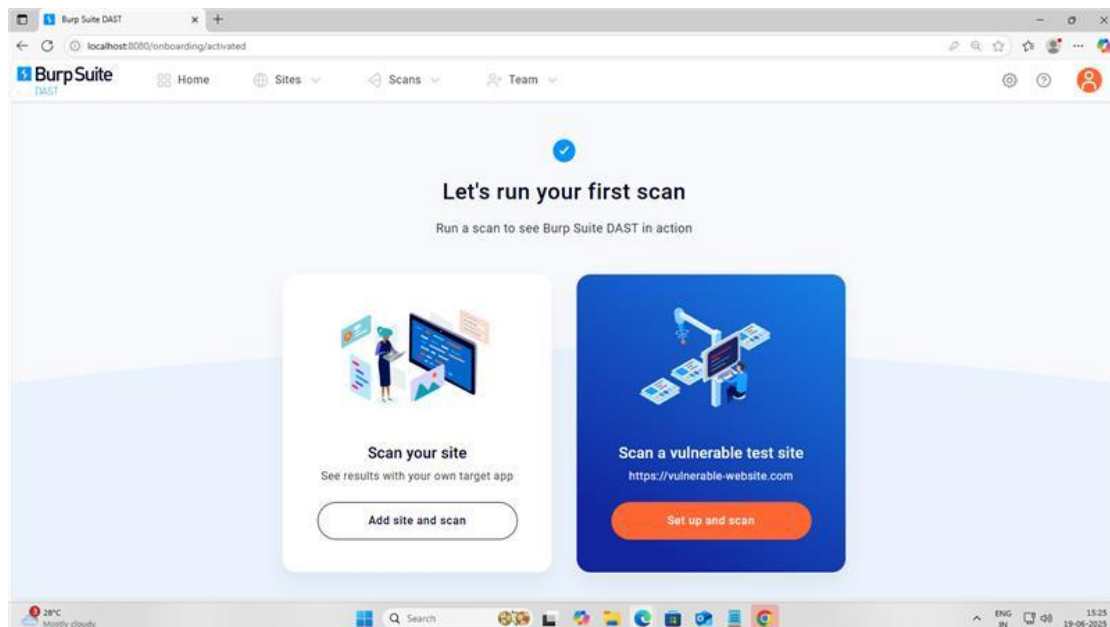 Burp Suite DAST
localhost:8080/onboarding/activated
Burp Suite
DAST
Home
Sites
Scans
Team
Let's run your first scan
Run a scan to see Burp Suite DAST in action
Scan your site
See results with your own target app
Add site and scan
Scan a vulnerable test site
https://vulnerable-website.com
Set up and scan
3
28°C
Mostly cloudy
Search
ENG
IN
15:25
19-06-2025